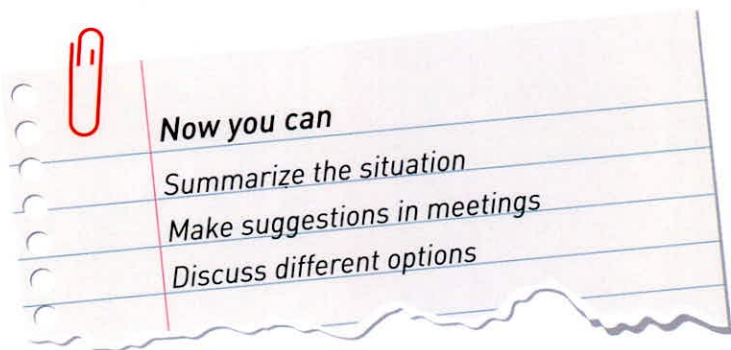 Now you can
Summarize the situation
Make suggestions in meetings
Discuss different options